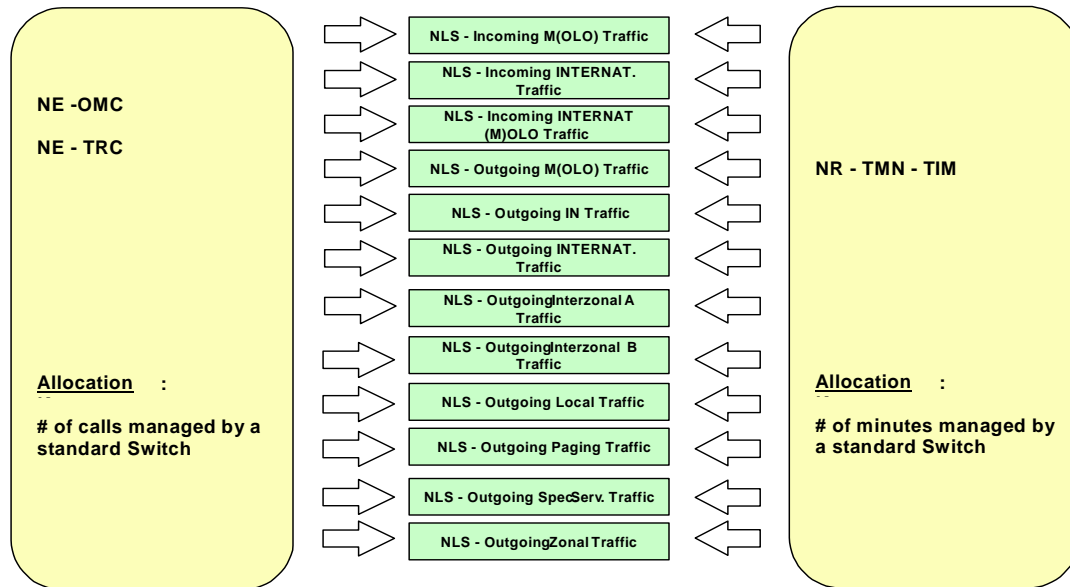 NE -OMC
NE - TRC
Allocation :
# of calls managed by a
standard Switch
NLS - Incoming M(OLO) Traffic
NLS - Incoming INTERNAT.
Traffic
NLS - Incoming INTERNAT
(M)OLO Traffic
NLS - Outgoing M(OLO) Traffic
NLS - Outgoing IN Traffic
NLS - Outgoing INTERNAT.
Traffic
NLS - OutgoingInterzonal A
Traffic
NLS - OutgoingInterzonal B
Traffic
NLS - Outgoing Local Traffic
NLS - Outgoing Paging Traffic
NLS - Outgoing SpecServ. Traffic
NLS - OutgoingZonal Traffic
NR - TMN - TIM
Allocation :
# of minutes managed by
a standard Switch